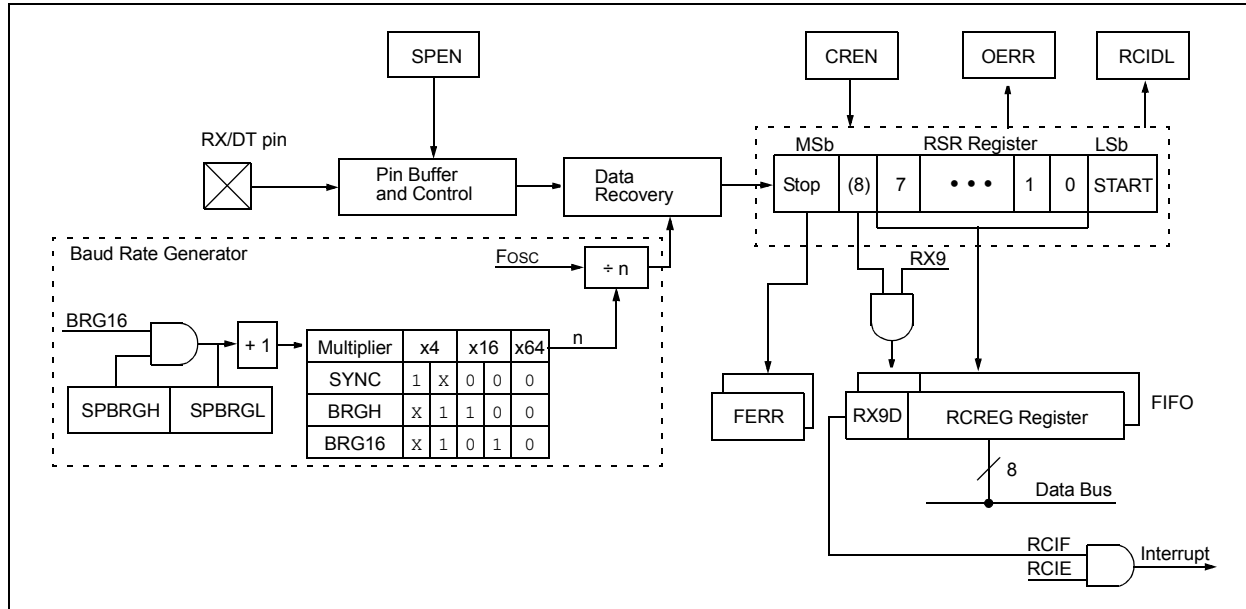 SPEN
CREN
OERR
RCIDL
RX/DT pin
MSb
RSR Register
LSb
Pin Buffer
and Control
Data
Recovery
Stop (8) 7 • • • 1 0 START
Baud Rate Generator
FOSC
÷ n
RX9
BRG16
+ 1
n
Multiplier x4 x16 x64
SYNC 1 X 0 0 0
BRGH X 1 1 0 0
BRG16 X 1 0 1 0
SPBRGH SPBRGL
FERR
RX9D RCREG Register
FIFO
8
Data Bus
RCIF
RCIE
Interrupt